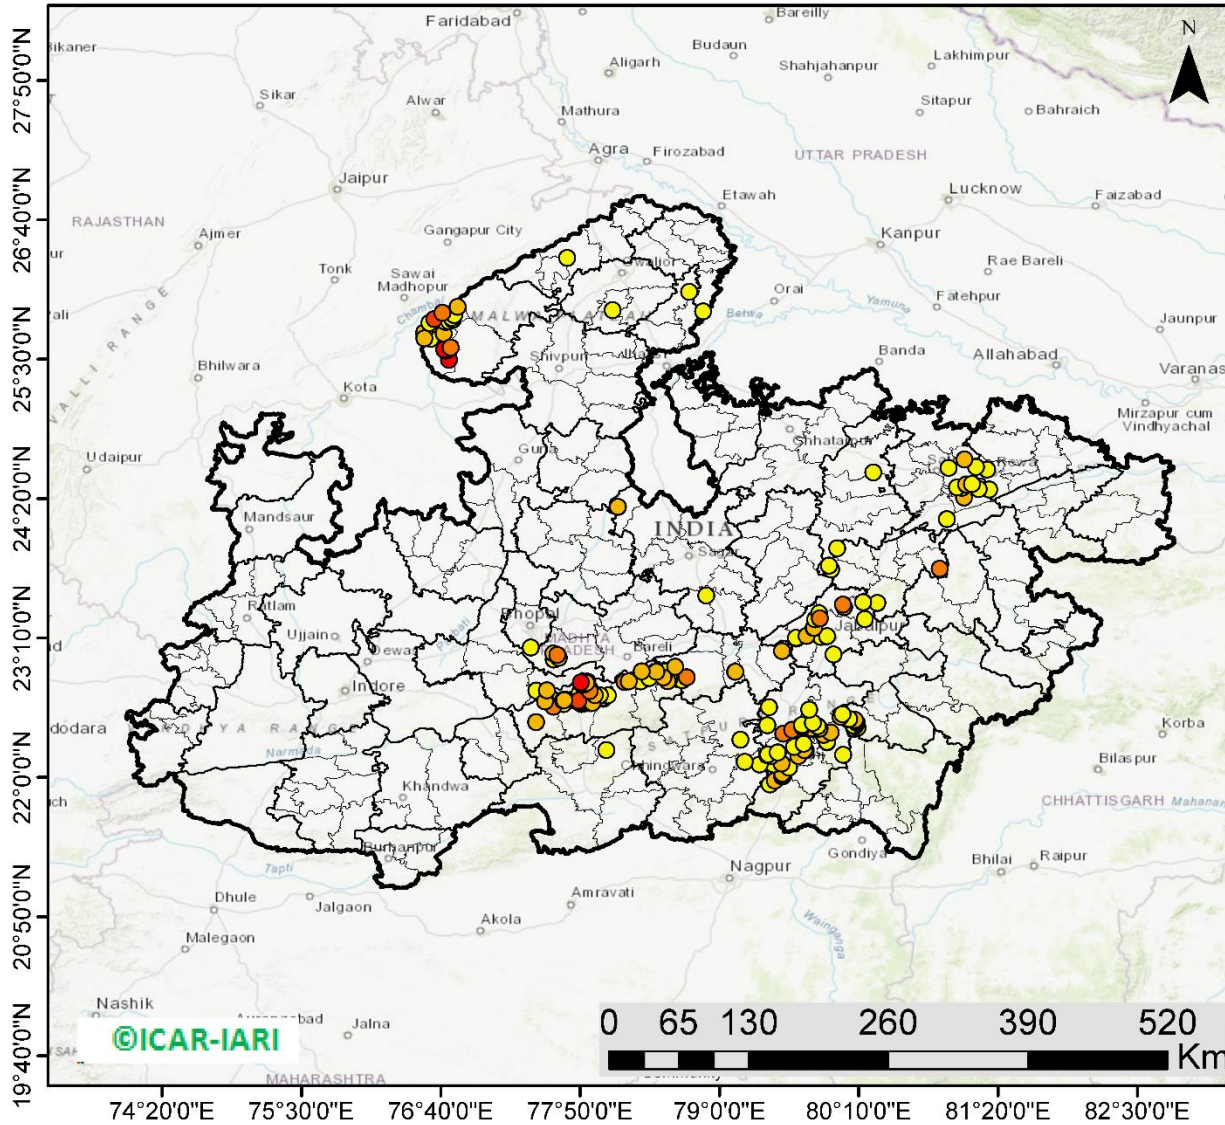 Faridabad
Bareilly
N
Bikaner
Budaun
Lakhimpur
Aligarh
Shahjahanpur
27°50'0"N
Sikar
Alwar
Sitapur
Bahraich
Mathura
Agra
Firozabad
UTTAR PRADESH
Jaipur
Lucknow
Etawah
Faizabad
RAJASTHAN
26°40'0"N
Ajmer
Gangapur City
Kanpur
Tonk
Sawai
Madhopur
Rae Bareli
Orai
Chambal
Yamuna
Fatehpur
Betwa
Jaunpur
VALLI RANGE
Shivpuri
Bhilwara
25°30'0"N
Banda
Allahabad
Varanas
Kota
Mirzapur cum
Vindhyachal
Chhatarpur
Guna
Udaipur
24°20'0"N
Mandsaur
INDIA
Sagar
Ratlam
Bhopal
Jabalpur
Ujjain
23°10'0"N
Dewas
MADHYA
PRADESH
Bareli
Indore
dodara
Korba
Narmada
Chhindwara
Bilaspur
22°0'0"N
Khandwa
CHHATTISGARH
Mahanan
Burhanpur
Gondiya
Nagpur
Tapti
Bhilai
Raipur
Dhule
Jalgaon
Amravati
20°50'0"N
Akola
Wainganga
Malegaon
Nashik
Jalna
0 65 130 260 390 520
©ICAR-IARI
Km
19°40'0"N
MAHARASHTRA
74°20'0"E 75°30'0"E 76°40'0"E 77°50'0"E 79°0'0"E 80°10'0"E 81°20'0"E 82°30'0"E